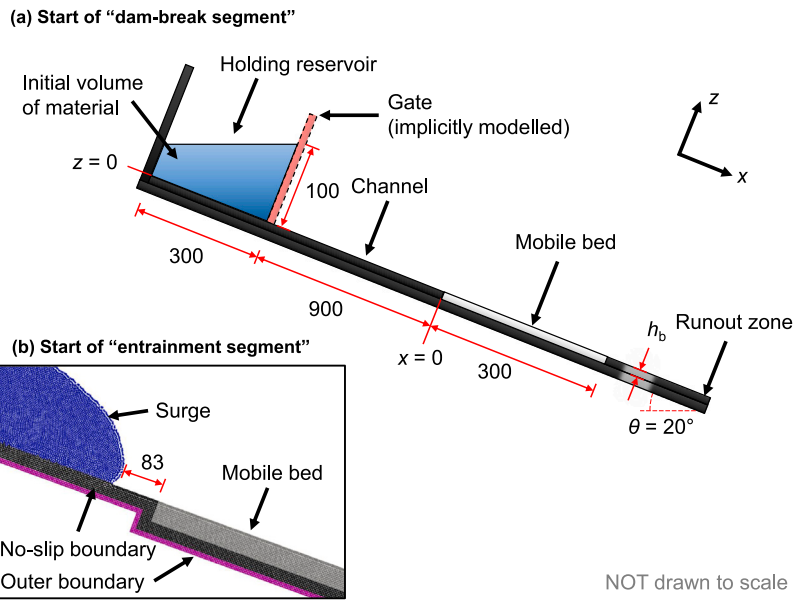 (a) Start of “dam-break segment”
Holding reservoir
Initial volume
of material
Gate
(implicitly modelled)
z
x
z = 0
100
Channel
300
Mobile bed
900
h_b
Runout zone
x = 0
300
θ = 20°
(b) Start of “entrainment segment”
Surge
83
Mobile bed
No-slip boundary
Outer boundary
NOT drawn to scale